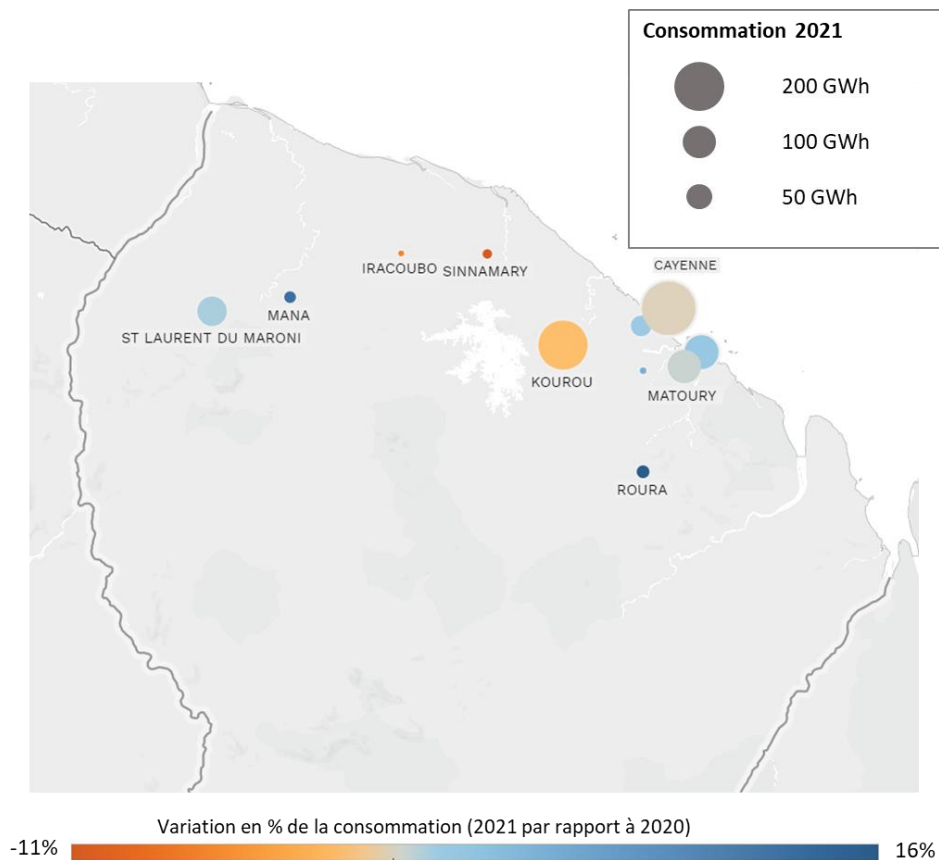 Consommation 2021
200 GWh
100 GWh
50 GWh
CAYENNE
IRACOUBO
SINNAMARY
MANA
ST LAURENT DU MARONI
KOUROU
MATOURY
ROURA
Variation en % de la consommation (2021 par rapport à 2020)
-11%
16%